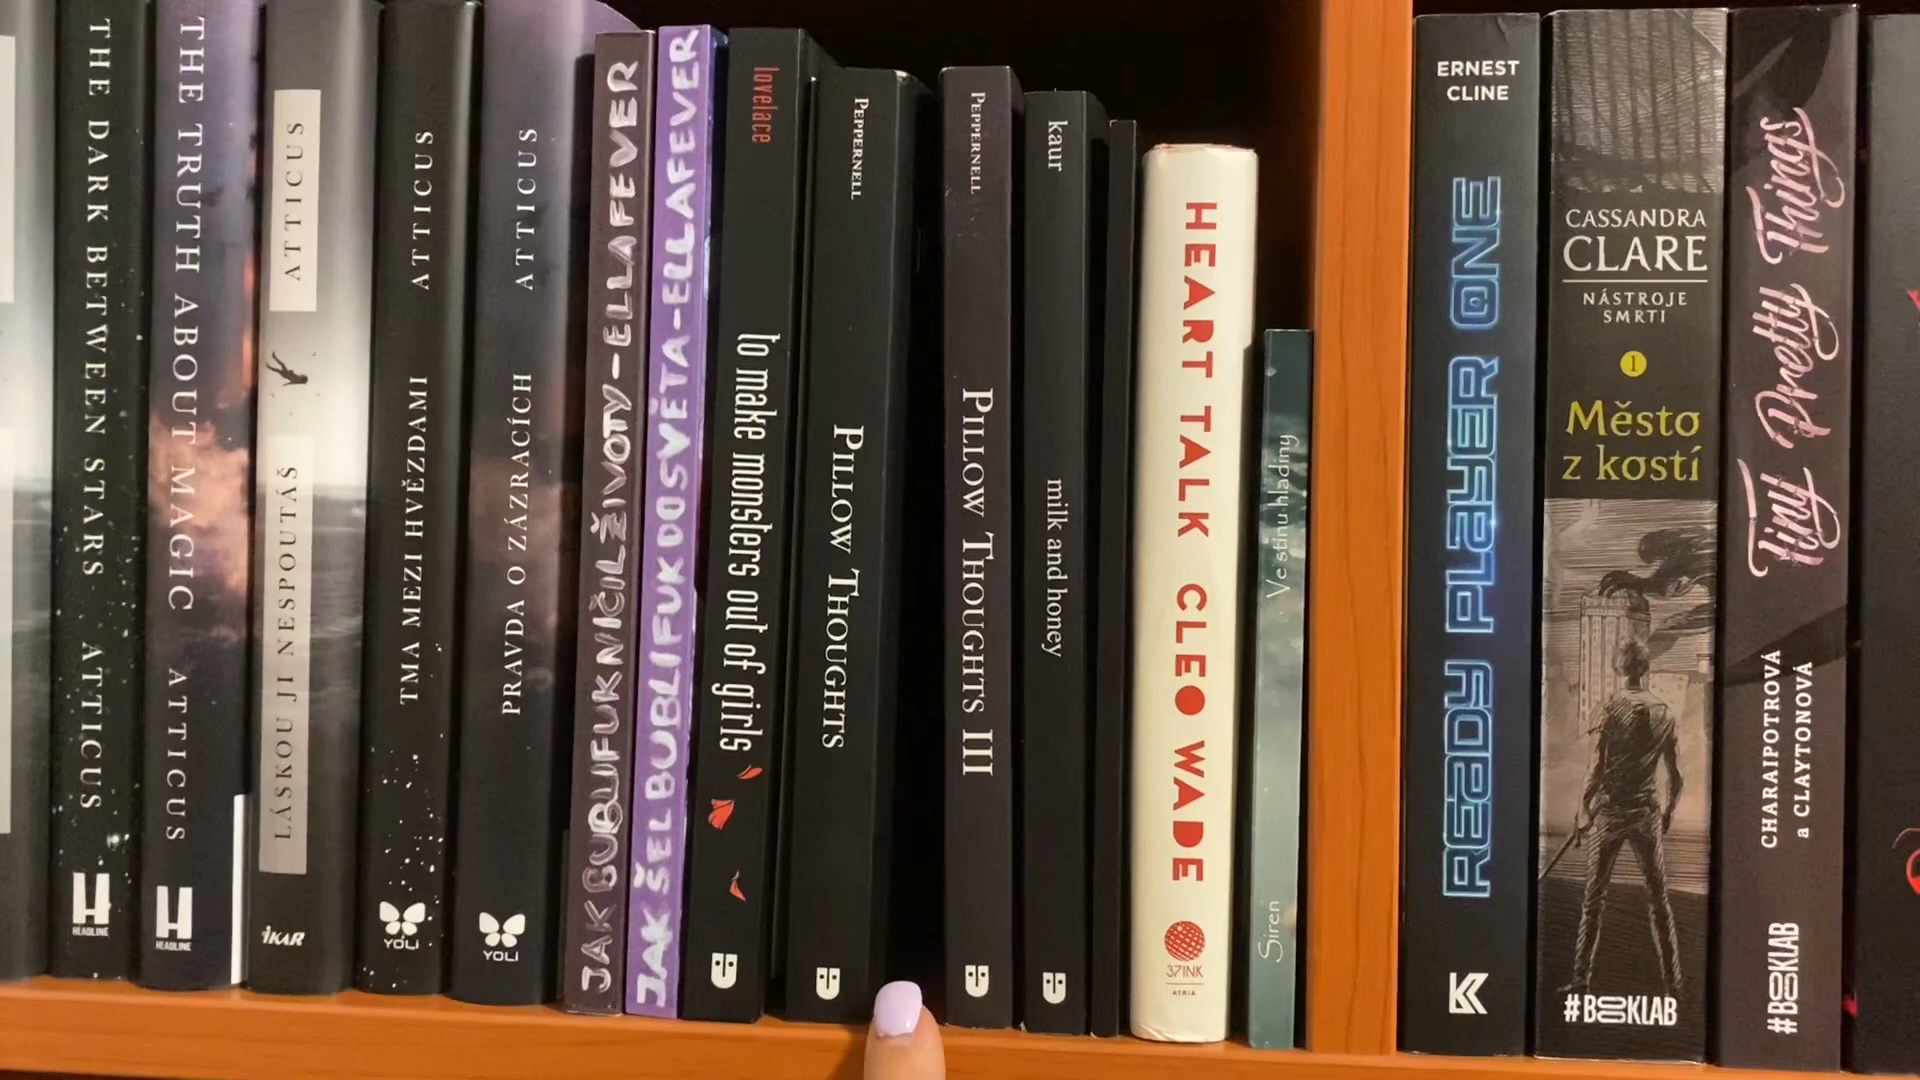 THE DARK BETWEEN STARS ATTICUS
HEADLINE
THE TRUTH ABOUT MAGIC ATTICUS
HEADLINE
ATTICUS
LÁSKOU JI NESPOUTÁŠ
IKAR
ATTICUS
TMA MEZI HVĚZDAMI
YOLI
ATTICUS
PRAVDA O ZÁZRACÍCH
YOLI
JAK BUBLIFUK NIČIL ŽIVOTY-ELLAFEVER
JAK ŠEL BUBLIFUK DO SVĚTA-ELLAFEVER
lovelace
to make monsters out of girls
PEPPERNELL
PILLOW THOUGHTS
PEPPERNELL
PILLOW THOUGHTS III
kaur
milk and honey
HEART TALK CLEO WADE
37INK
ATRIA
Ve stínu hladiny
Siren
ERNEST
CLINE
READY PLAYER ONE
CASSANDRA
CLARE
NÁSTROJE
SMRTI
1
Město
z kostí
#BOOKLAB
Tiny Pretty Things
CHARAIPOTROVÁ
a CLAYTONOVÁ
#BOOKLAB